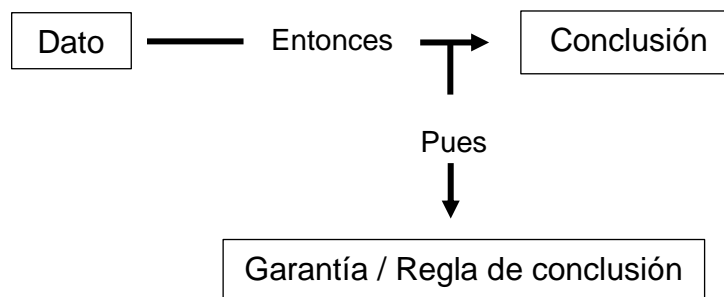 Dato
Entonces
Conclusión
Pues
Garantía / Regla de conclusión